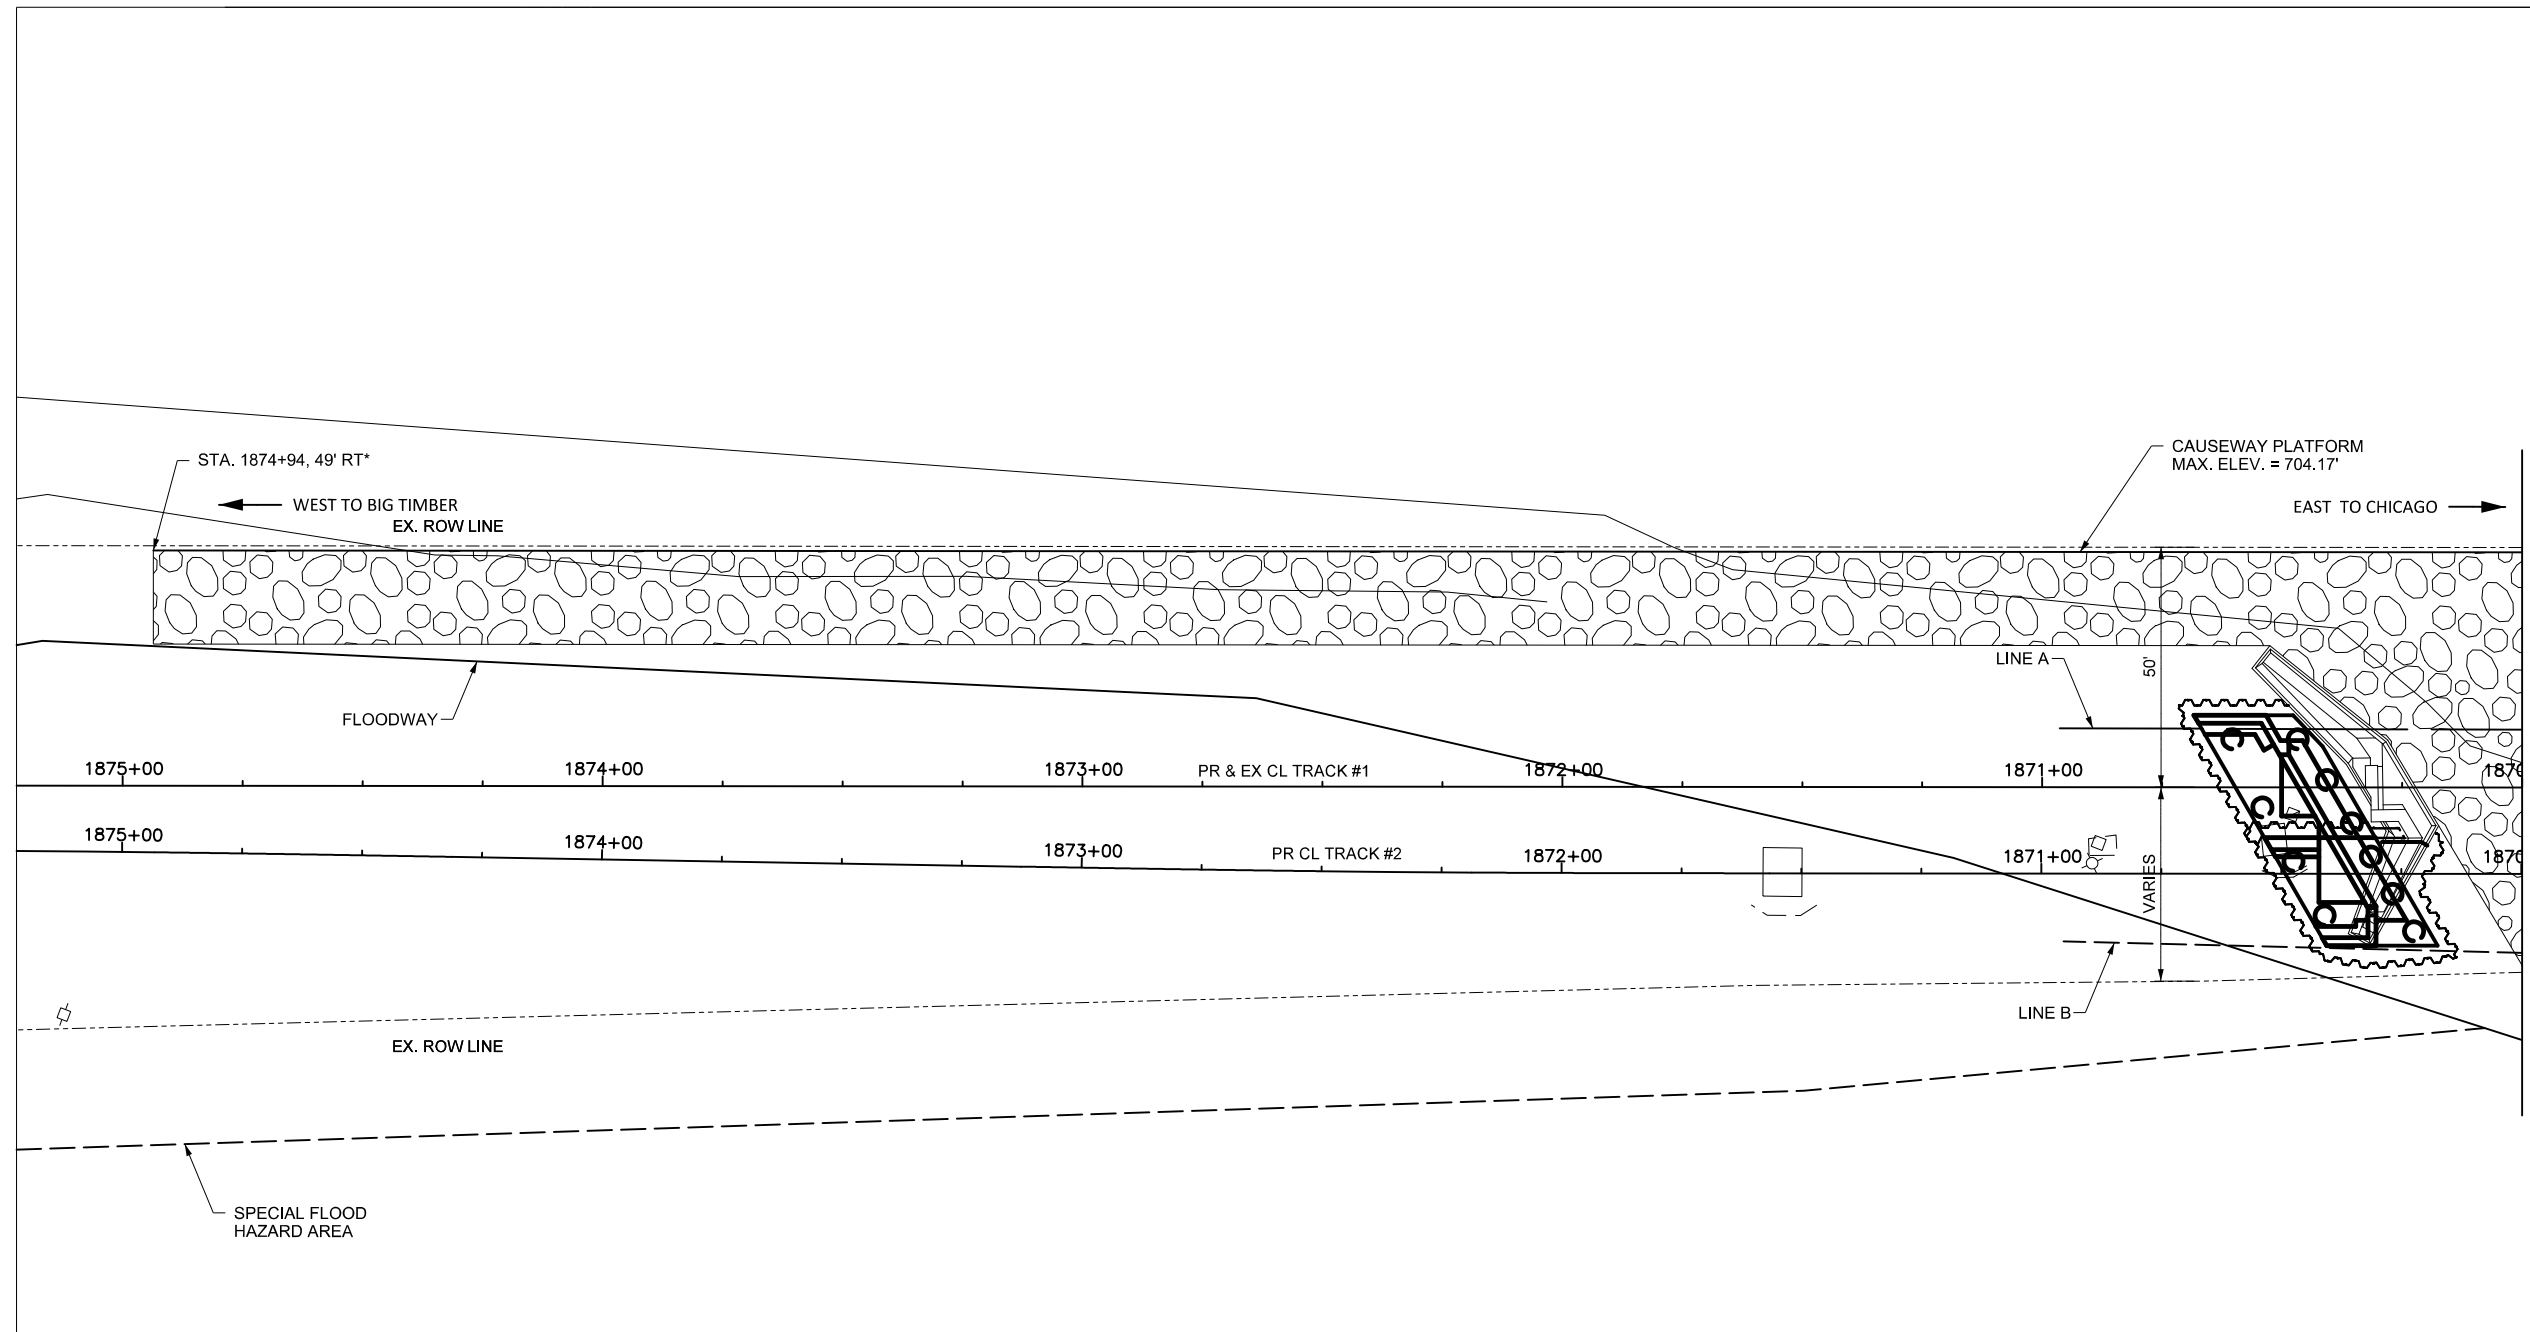 CAUSEWAY PLATFORM
MAX. ELEV. = 704.17'
STA. 1874+94, 49' RT*
WEST TO BIG TIMBER
EAST TO CHICAGO
EX. ROW LINE
LINE A
50'
FLOODWAY
1875+00
1874+00
1873+00
PR & EX CL TRACK #1
1872+00
1871+00
1870
1875+00
1874+00
1873+00
PR CL TRACK #2
1872+00
1871+00
1870
VARIES
LINE B
EX. ROW LINE
SPECIAL FLOOD
HAZARD AREA